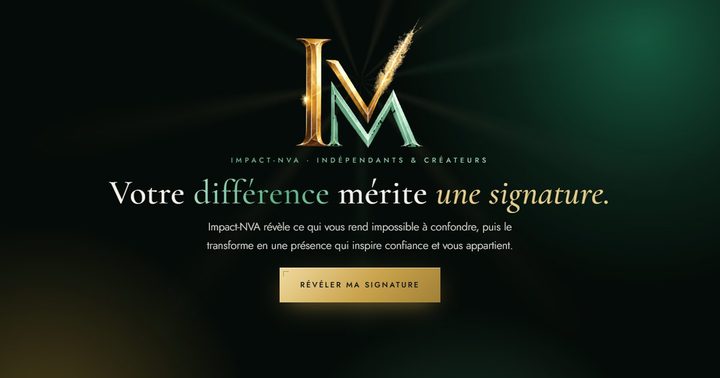 IMPACT-NVA · INDÉPENDANTS & CRÉATEURS
Votre différence mérite une signature.
Impact-NVA révèle ce qui vous rend impossible à confondre, puis le
transforme en une présence qui inspire confiance et vous appartient.
RÉVÉLER MA SIGNATURE